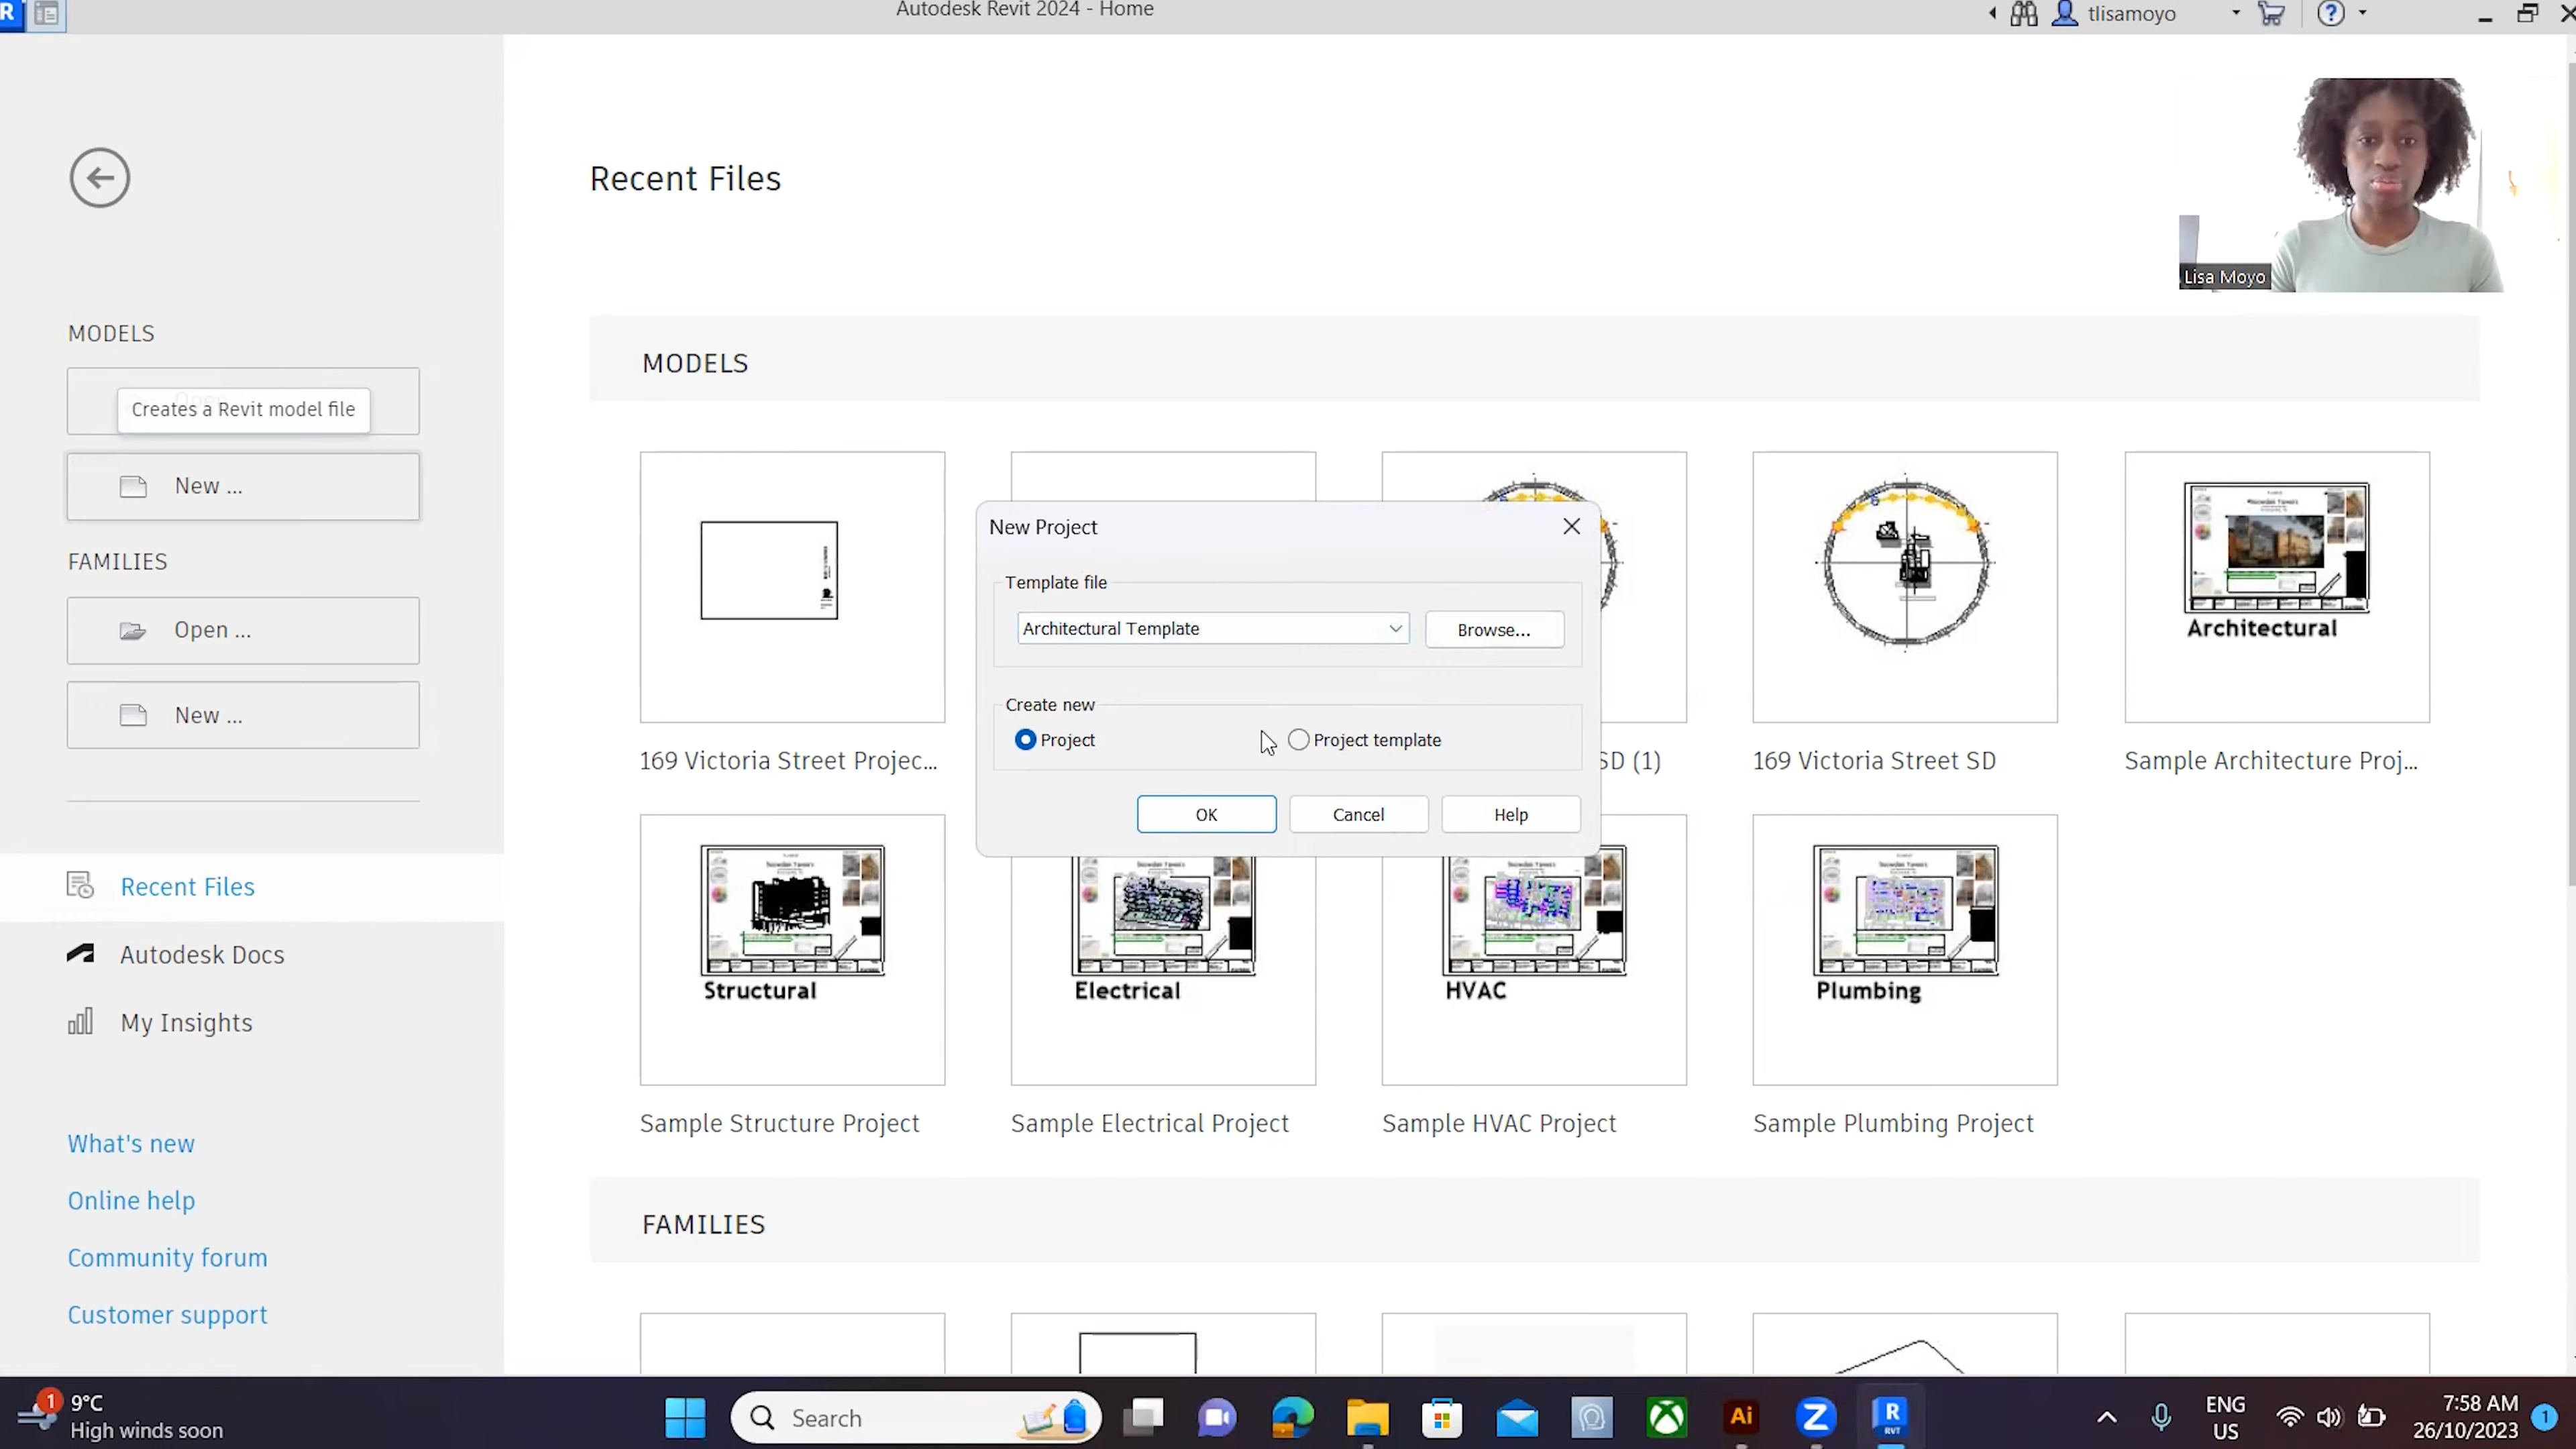 Autodesk Revit 2024 - Home
tlisamoyo
Recent Files
Lisa Moyo
MODELS
Creates a Revit model file
New ...
FAMILIES
Open ...
New ...
Recent Files
Autodesk Docs
My Insights
What's new
Online help
Community forum
Customer support
MODELS
New Project
Template file
Architectural Template
Browse...
Create new
Project
Project template
OK
Cancel
Help
Architectural
169 Victoria Street Projec...
SD (1)
169 Victoria Street SD
Sample Architecture Proj...
Structural
Electrical
HVAC
Plumbing
Sample Structure Project
Sample Electrical Project
Sample HVAC Project
Sample Plumbing Project
FAMILIES
1
9°C
High winds soon
Search
Ai
Z
R
RVT
ENG
US
7:58 AM
26/10/2023
1